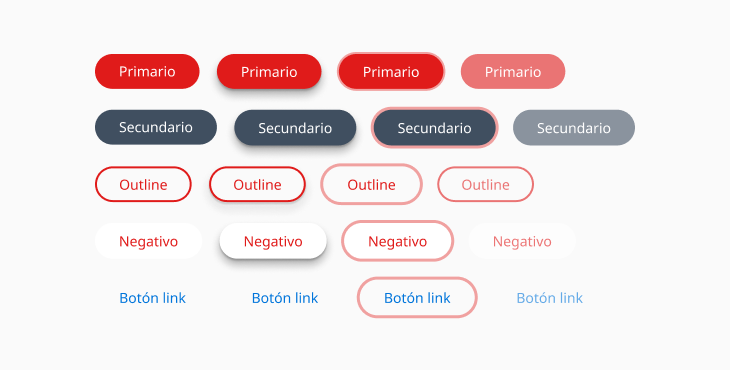 Primario Primario Primario Primario
Secundario Secundario Secundario Secundario
Outline Outline Outline Outline
Negativo Negativo Negativo Negativo
Botón link Botón link Botón link Botón link